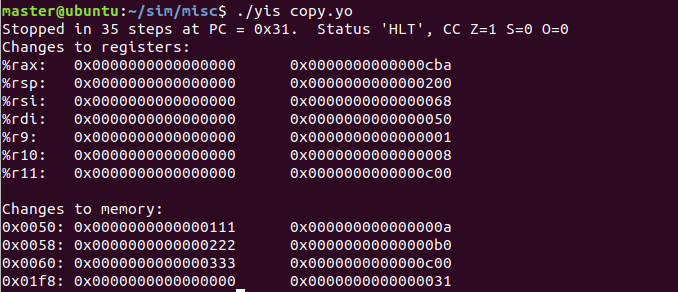 master@ubuntu:~/sim/misc$ ./yis copy.yo
Stopped in 35 steps at PC = 0x31.  Status 'HLT', CC Z=1 S=0 O=0
Changes to registers:
%rax:   0x0000000000000000      0x0000000000000cba
%rsp:   0x0000000000000000      0x0000000000000200
%rsi:   0x0000000000000000      0x0000000000000068
%rdi:   0x0000000000000000      0x0000000000000050
%r9:    0x0000000000000000      0x0000000000000001
%r10:   0x0000000000000000      0x0000000000000008
%r11:   0x0000000000000000      0x0000000000000c00
Changes to memory:
0x0050: 0x0000000000000111      0x000000000000000a
0x0058: 0x0000000000000222      0x00000000000000b0
0x0060: 0x0000000000000333      0x0000000000000c00
0x01f8: 0x0000000000000000      0x0000000000000031